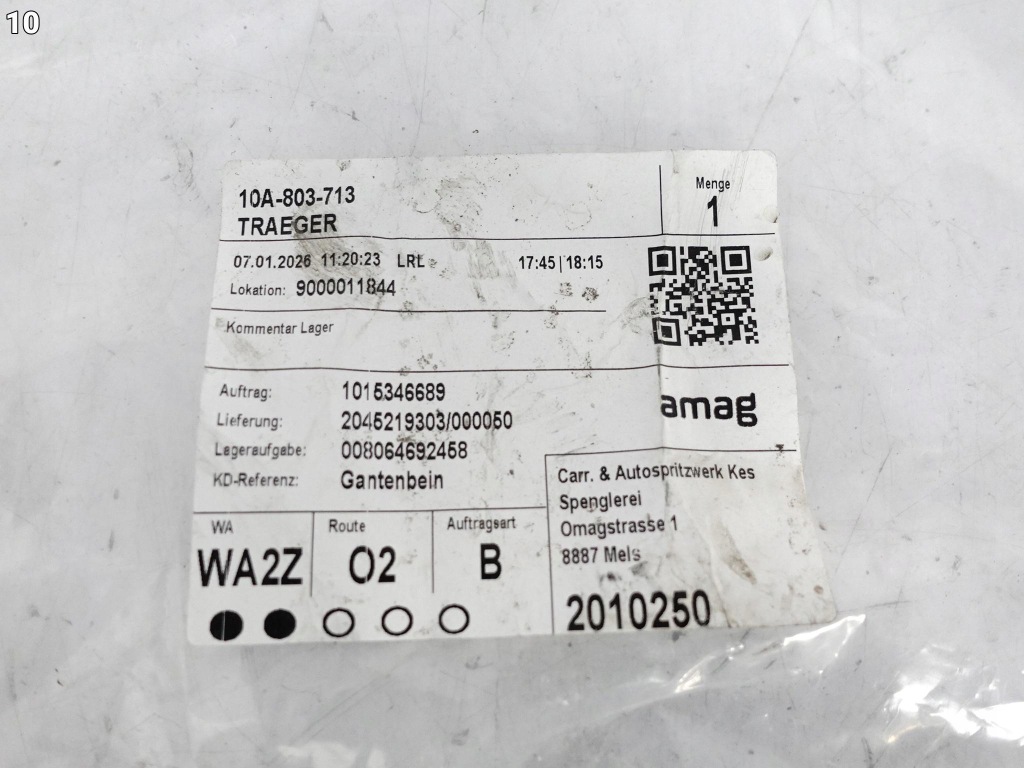 10
10A-803-713
TRAEGER
Menge
1
07.01.2026 11:20:23 LRL 17:45|18:15
Lokation: 9000011844
Kommentar Lager
amag
Auftrag: 1015346689
Lieferung: 2045219303/000050
Lageraufgabe: 008064692458
KD-Referenz: Gantenbein
Carr. & Autospritzwerk Kes
Spenglerei
Omagstrasse 1
8887 Mels
2010250
WA Route Auftragsart
WA2Z O2 B